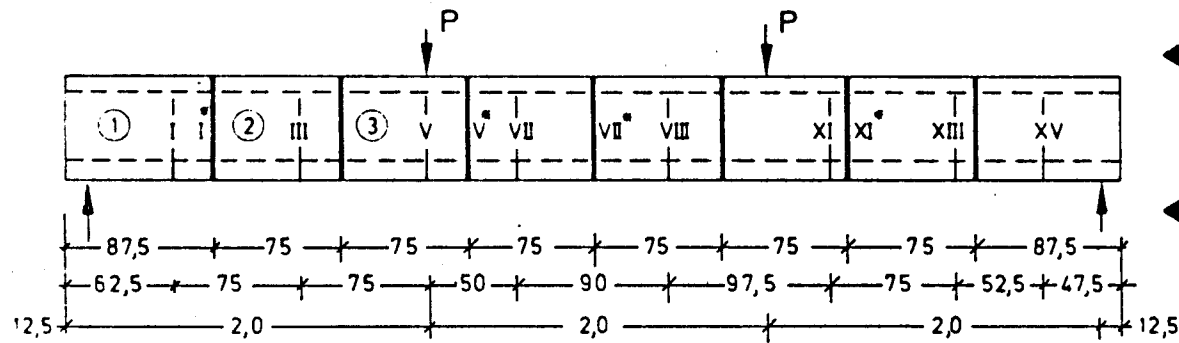 P P
① I I* ② III ③ V V* VII VII* VIII XI XI* XIII XV
87,5 75 75 75 75 75 75 87,5
62,5 75 75 50 90 97,5 75 52,5 47,5
12,5 2,0 2,0 2,0 12,5